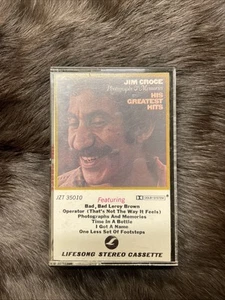 JIM CROCE
Photographs & Memories
HIS
GREATEST
HITS
JZT 35010
Featuring
Bad, Bad Leroy Brown
Operator (That's Not The Way It Feels)
Photographs And Memories
Time In A Bottle
I Got A Name
One Less Set Of Footsteps
LIFESONG STEREO CASSETTE